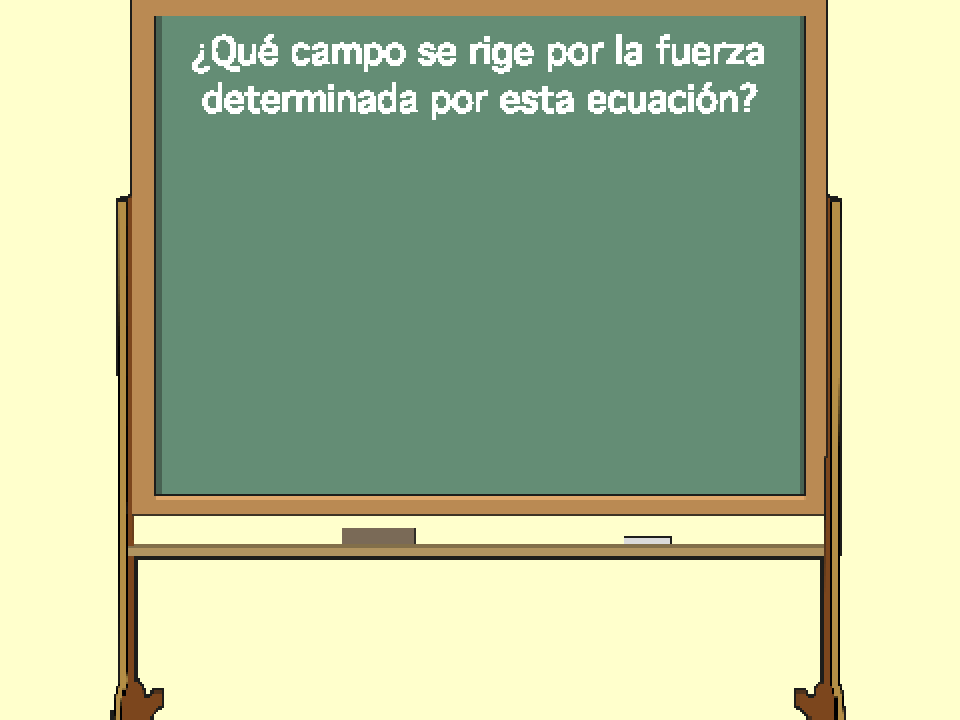 ¿Qué campo se rige por la fuerza
determinada por esta ecuación?